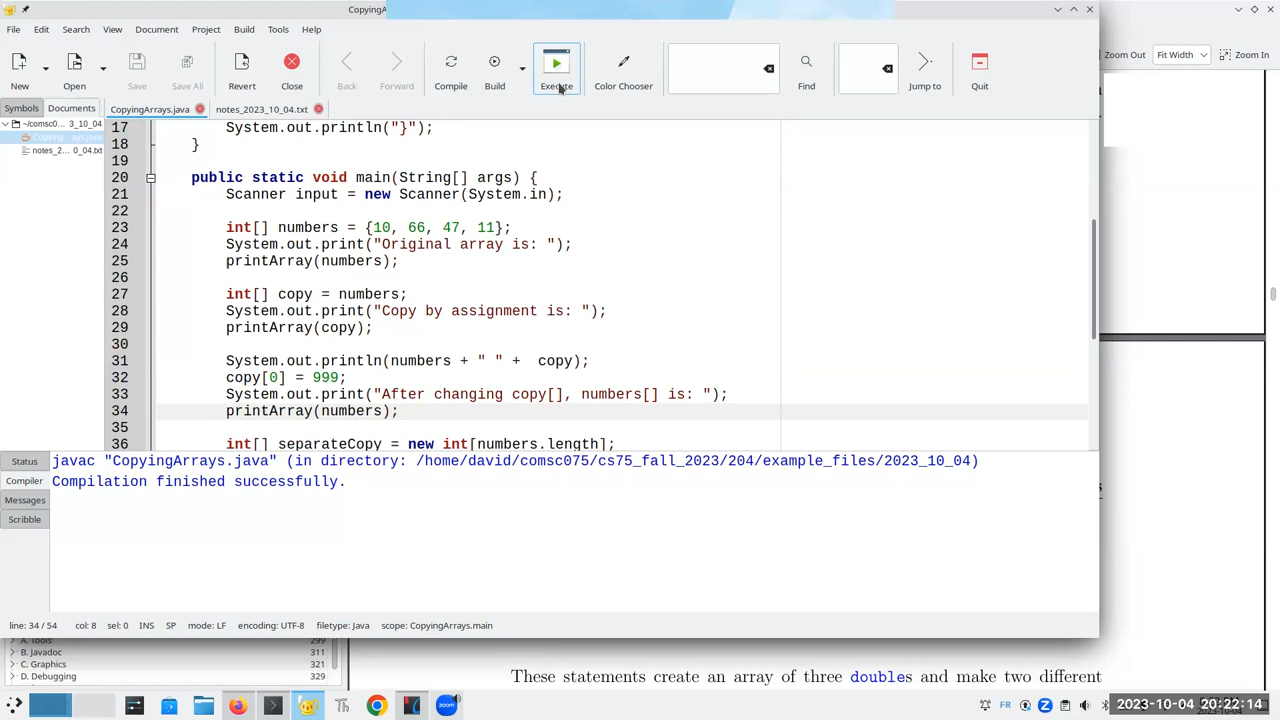 CopyingA
File Edit Search View Document Project Build Tools Help
New Open Save Save All Revert Close Back Forward Compile Build Execute Color Chooser Find Jump to Quit
Zoom Out Fit Width Zoom In
Symbols Documents CopyingArrays.java notes_2023_10_04.txt
~/comsc0... 3_10_04
Copying... ys.java
notes_2... 0_04.txt
17 System.out.println("}");
18 }
19
20 public static void main(String[] args) {
21 Scanner input = new Scanner(System.in);
22
23 int[] numbers = {10, 66, 47, 11};
24 System.out.print("Original array is: ");
25 printArray(numbers);
26
27 int[] copy = numbers;
28 System.out.print("Copy by assignment is: ");
29 printArray(copy);
30
31 System.out.println(numbers + " " +  copy);
32 copy[0] = 999;
33 System.out.print("After changing copy[], numbers[] is: ");
34 printArray(numbers);
35
36 int[] separateCopy = new int[numbers.length];
Status
Compiler
Messages
Scribble
javac "CopyingArrays.java" (in directory: /home/david/comsc075/cs75_fall_2023/204/example_files/2023_10_04)
Compilation finished successfully.
line: 34 / 54 col: 8 sel: 0 INS SP mode: LF encoding: UTF-8 filetype: Java scope: CopyingArrays.main
A. Tools 299
B. Javadoc 311
C. Graphics 321
D. Debugging 329
These statements create an array of three doubles and make two different
Th zoom FR 2023-10-04 20:22:14